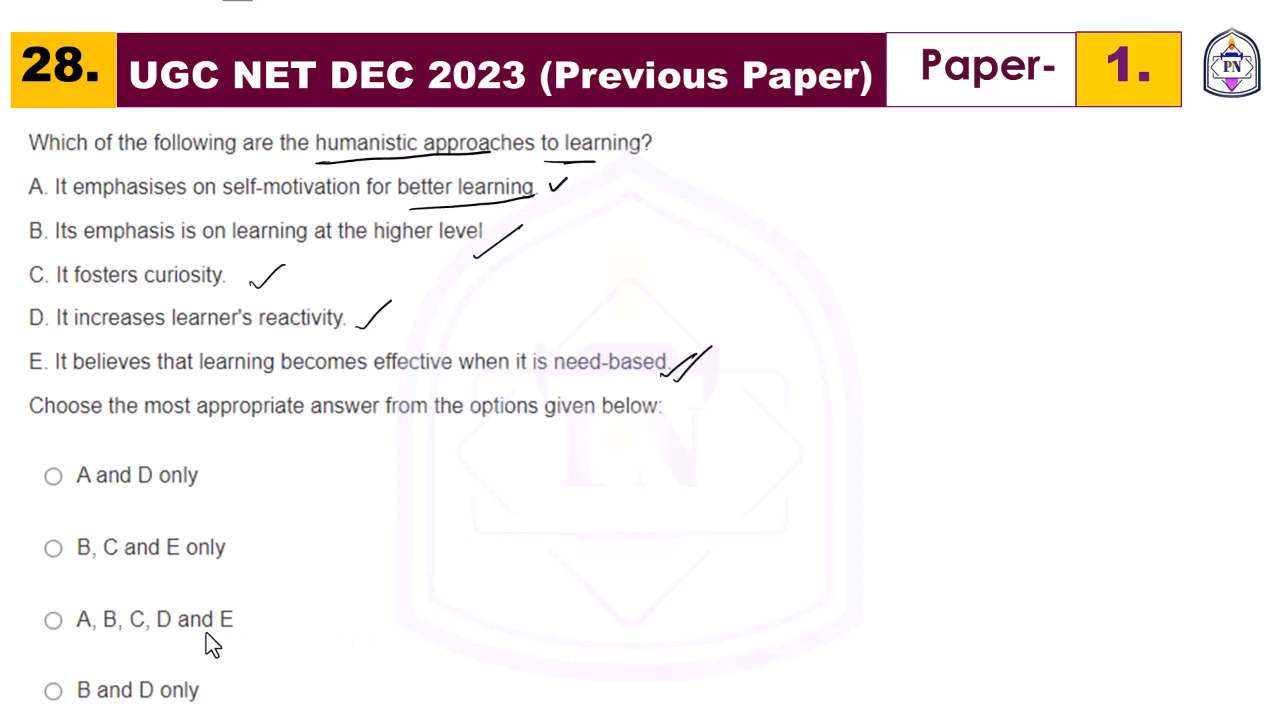 28.
UGC NET DEC 2023 (Previous Paper)
Paper-
1.
PN
Which of the following are the humanistic approaches to learning?
A. It emphasises on self-motivation for better learning.
B. Its emphasis is on learning at the higher level
C. It fosters curiosity.
D. It increases learner's reactivity.
E. It believes that learning becomes effective when it is need-based.
Choose the most appropriate answer from the options given below:
A and D only
B, C and E only
A, B, C, D and E
B and D only